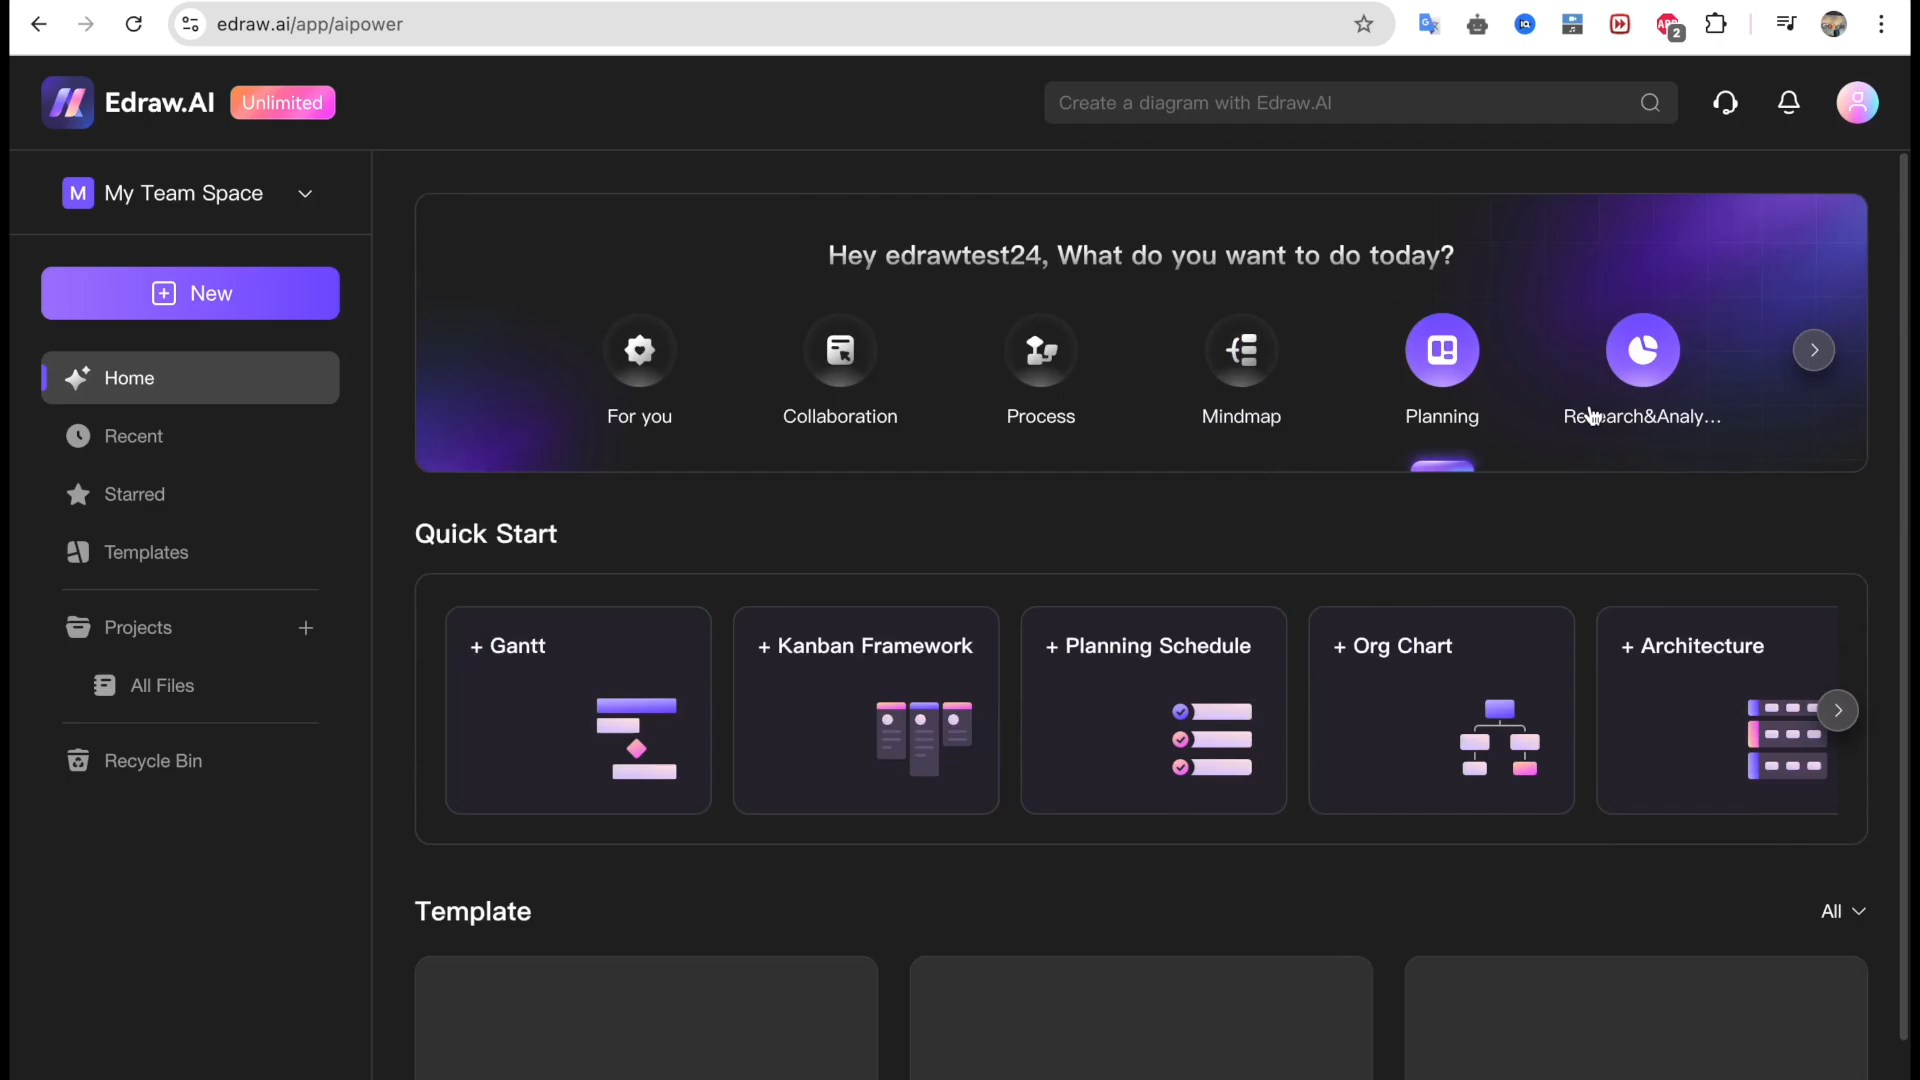 edraw.ai/app/aipower
2
Edraw.AI
Unlimited
Create a diagram with Edraw.AI
M My Team Space
New
Home
Recent
Starred
Templates
Projects
All Files
Recycle Bin
Hey edrawtest24, What do you want to do today?
For you
Collaboration
Process
Mindmap
Planning
Research&Analy...
Quick Start
+ Gantt
+ Kanban Framework
+ Planning Schedule
+ Org Chart
+ Architecture
Template
All